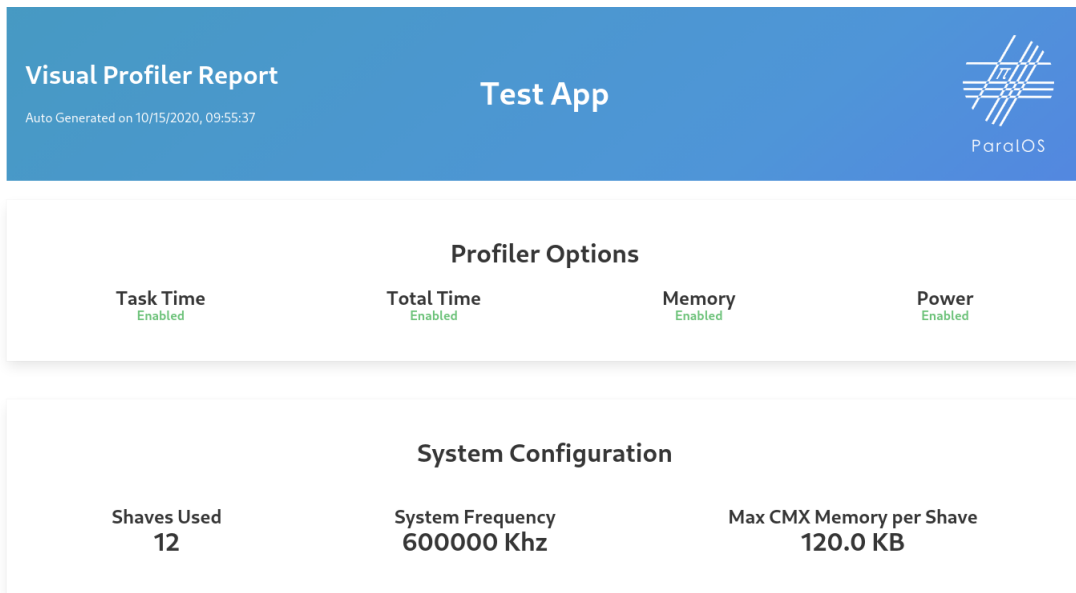 Visual Profiler Report
Auto Generated on 10/15/2020, 09:55:37
Test App
π
ParalOS
Profiler Options
Task Time
Enabled
Total Time
Enabled
Memory
Enabled
Power
Enabled
System Configuration
Shaves Used
12
System Frequency
600000 Khz
Max CMX Memory per Shave
120.0 KB